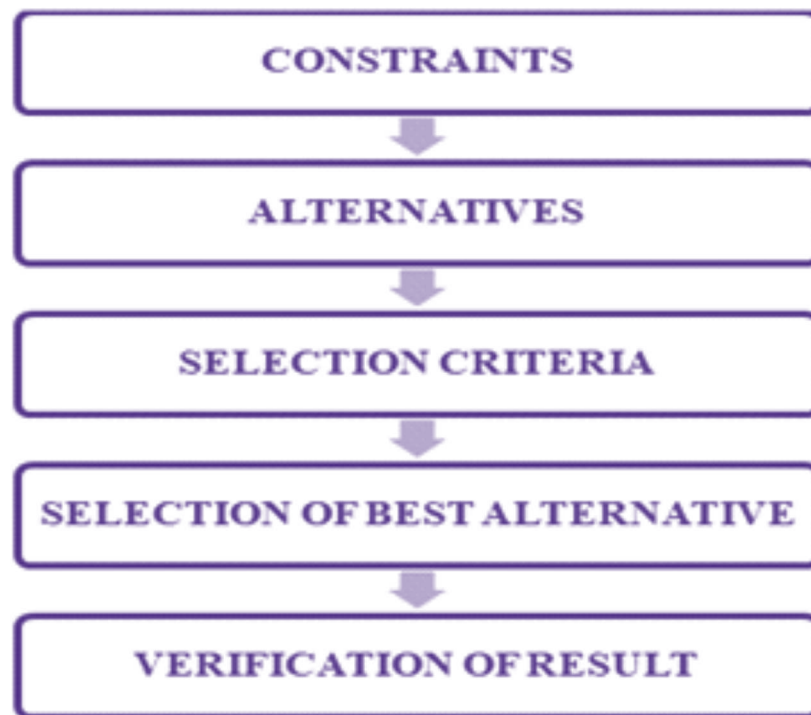 CONSTRAINTS
ALTERNATIVES
SELECTION CRITERIA
SELECTION OF BEST ALTERNATIVE
VERIFICATION OF RESULT